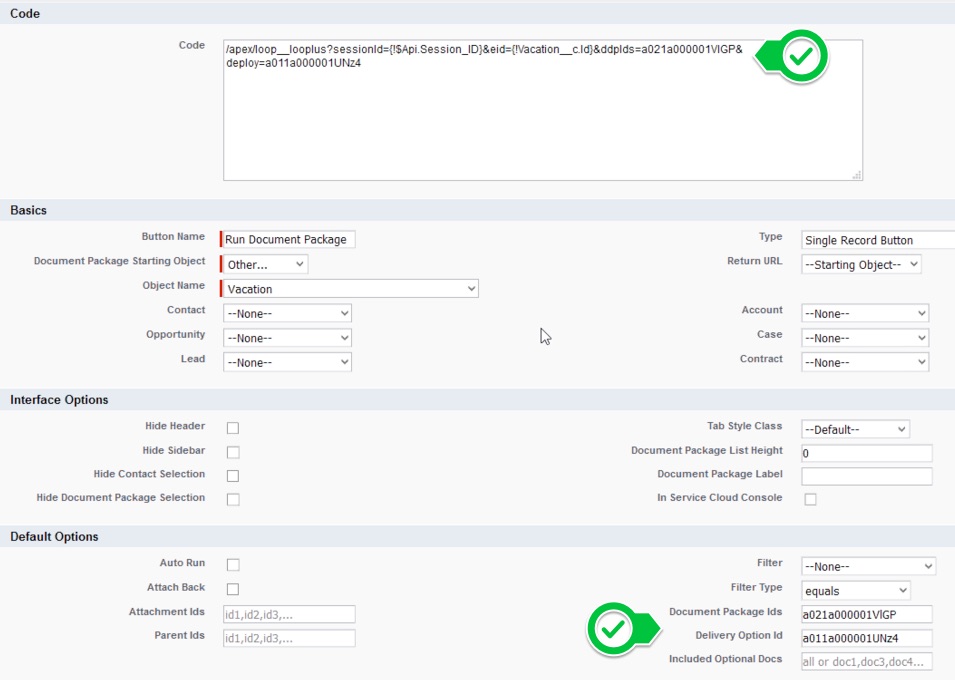 Code
Code
/apex/loop__looplus?sessionId={!$Api.Session_ID}&eid={!Vacation__c.Id}&ddpIds=a021a000001VlGP&
deploy=a011a000001UNz4
Basics
Button Name Run Document Package Type Single Record Button
Document Package Starting Object Other... Return URL --Starting Object--
Object Name Vacation
Contact --None-- Account --None--
Opportunity --None-- Case --None--
Lead --None-- Contract --None--
Interface Options
Hide Header Tab Style Class --Default--
Hide Sidebar Document Package List Height 0
Hide Contact Selection Document Package Label
Hide Document Package Selection In Service Cloud Console
Default Options
Auto Run Filter --None--
Attach Back Filter Type equals
Attachment Ids id1,id2,id3,... Document Package Ids a021a000001VlGP
Parent Ids id1,id2,id3,... Delivery Option Id a011a000001UNz4
Included Optional Docs all or doc1,doc3,doc4...